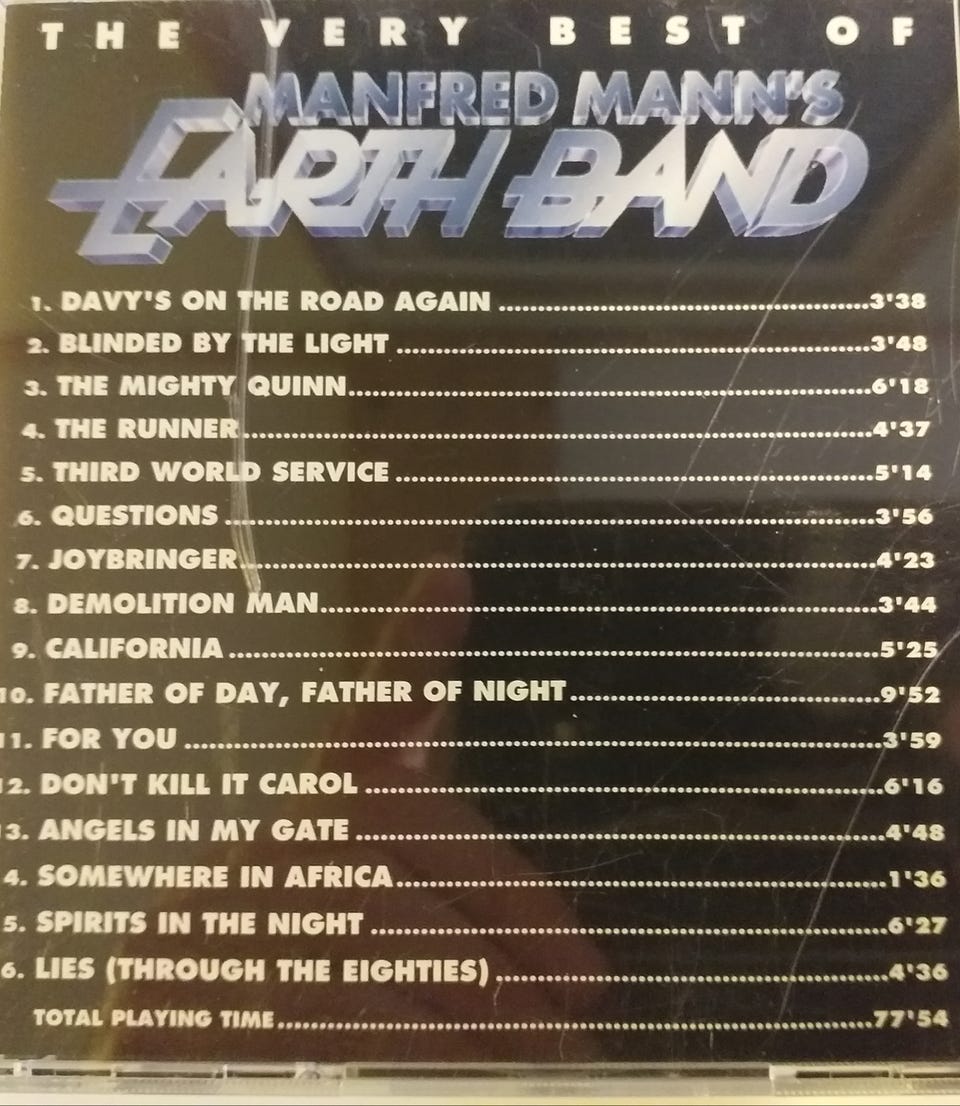 THE VERY BEST OF
MANFRED MANN'S
EARTH BAND
1. DAVY'S ON THE ROAD AGAIN ........ 3'38
2. BLINDED BY THE LIGHT ........ 3'48
3. THE MIGHTY QUINN ........ 6'18
4. THE RUNNER ........ 4'37
5. THIRD WORLD SERVICE ........ 5'14
6. QUESTIONS ........ 3'56
7. JOYBRINGER ........ 4'23
8. DEMOLITION MAN ........ 3'44
9. CALIFORNIA ........ 5'25
10. FATHER OF DAY, FATHER OF NIGHT ........ 9'52
11. FOR YOU ........ 3'59
12. DON'T KILL IT CAROL ........ 6'16
13. ANGELS IN MY GATE ........ 4'48
4. SOMEWHERE IN AFRICA ........ 1'36
5. SPIRITS IN THE NIGHT ........ 6'27
6. LIES (THROUGH THE EIGHTIES) ........ 4'36
TOTAL PLAYING TIME ........ 77'54